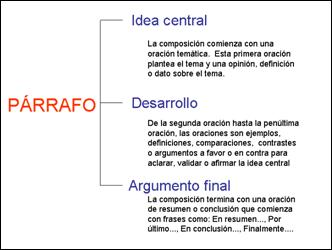 Idea central
La composición comienza con una
oración temática.  Esta primera oración
plantea el tema y una opinión, definición
o dato sobre el tema.
PÁRRAFO
Desarrollo
De la segunda oración hasta la penúltima
oración, las oraciones son ejemplos,
definiciones, comparaciones,  contrastes
o argumentos a favor o en contra para
aclarar, validar o afirmar la idea central
Argumento final
La composición termina con una oración
de resumen o conclusión que comienza
con frases como: En resumen..., Por
último..., En conclusión..., Finalmente....